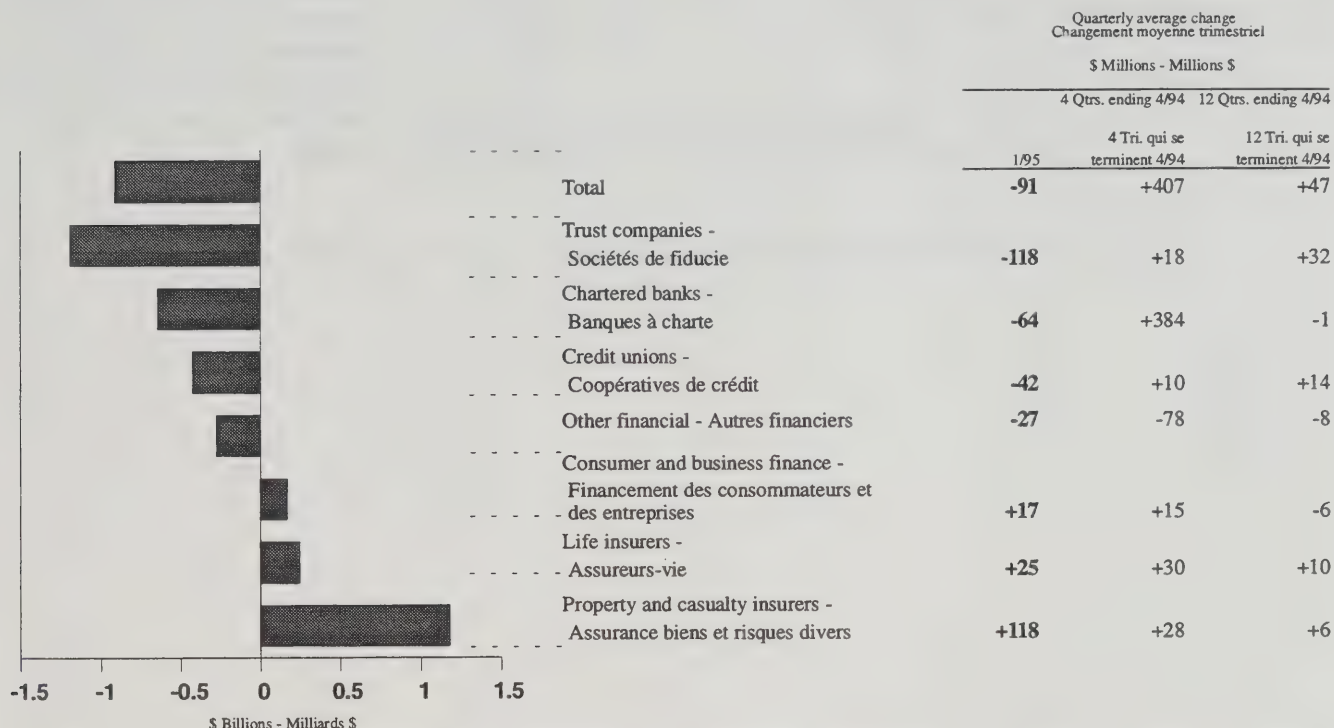 Quarterly average change
Changement moyenne trimestriel
$ Millions - Millions $
4 Qtrs. ending 4/94 12 Qtrs. ending 4/94
4 Tri. qui se 12 Tri. qui se
1/95 terminent 4/94 terminent 4/94
Total -91 +407 +47
Trust companies -
Sociétés de fiducie -118 +18 +32
Chartered banks -
Banques à charte -64 +384 -1
Credit unions -
Coopératives de crédit -42 +10 +14
Other financial - Autres financiers -27 -78 -8
Consumer and business finance -
Financement des consommateurs et
des entreprises +17 +15 -6
Life insurers -
Assureurs-vie +25 +30 +10
Property and casualty insurers -
Assurance biens et risques divers +118 +28 +6
-1.5 -1 -0.5 0 0.5 1 1.5
$ Billions - Milliards $